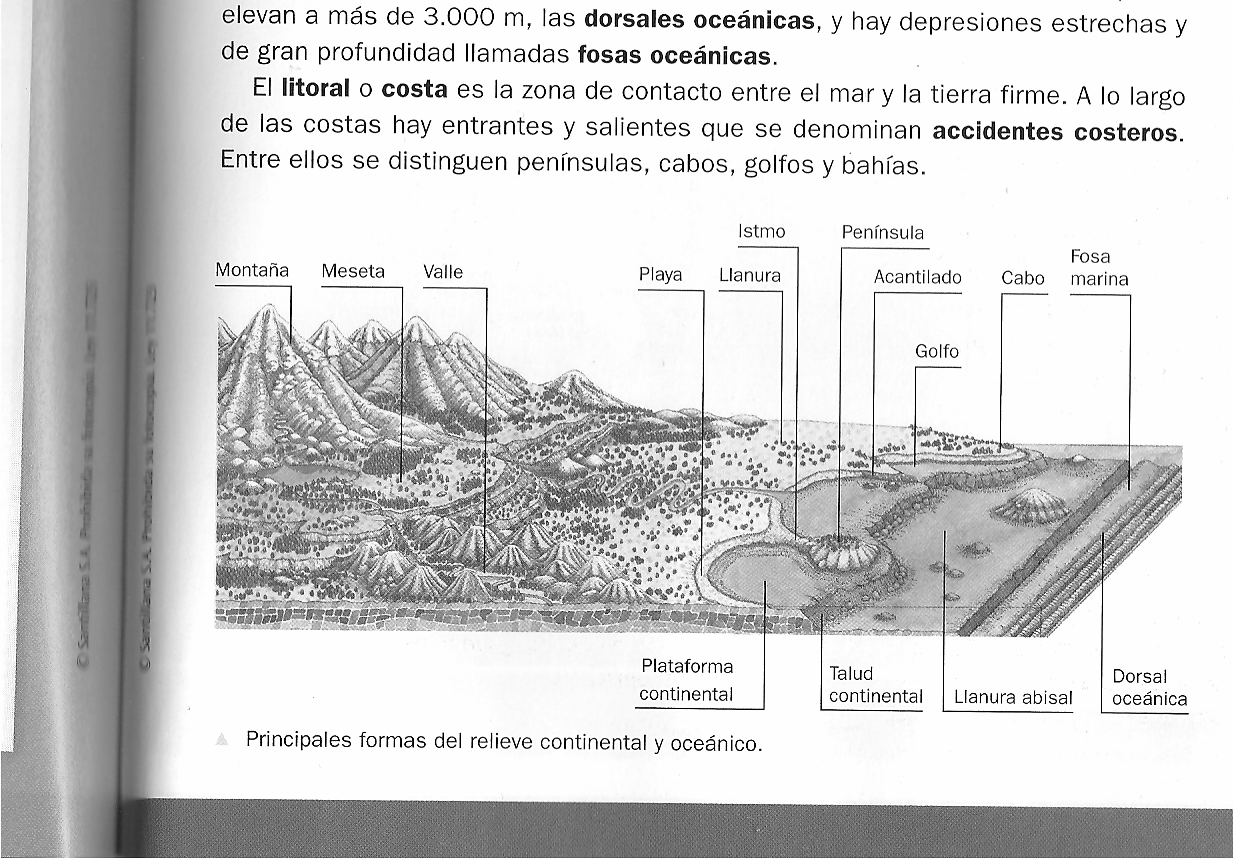 elevan a más de 3.000 m, las dorsales oceánicas, y hay depresiones estrechas y
de gran profundidad llamadas fosas oceánicas.
El litoral o costa es la zona de contacto entre el mar y la tierra firme. A lo largo
de las costas hay entrantes y salientes que se denominan accidentes costeros.
Entre ellos se distinguen penínsulas, cabos, golfos y bahías.
Istmo
Península
Montaña
Meseta
Valle
Playa
Llanura
Acantilado
Cabo
Fosa
marina
Golfo
Plataforma
continental
Talud
continental
Llanura abisal
Dorsal
oceánica
Principales formas del relieve continental y oceánico.
© Santillana S.A. Prohibida su